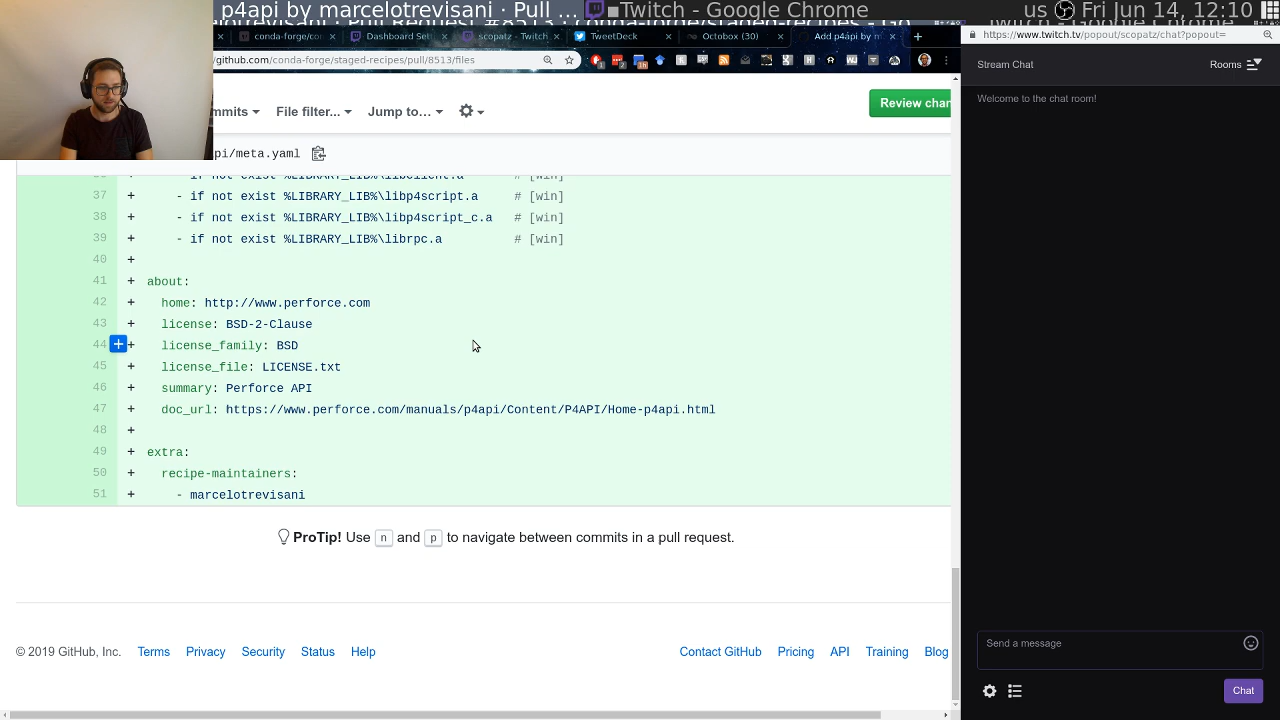 p4api by marcelotrevisani · Pull ...
Twitch - Google Chrome
us
Fri Jun 14, 12:10
conda-forge/con
Dashboard Set
scopatz - Twitch
TweetDeck
Octobox (30)
Add p4api by m
github.com/conda-forge/staged-recipes/pull/8513/files
https://www.twitch.tv/popout/scopatz/chat?popout=
Stream Chat
Rooms
Welcome to the chat room!
mmits
File filter...
Jump to...
Review chan
pi/meta.yaml
37 + - if not exist %LIBRARY_LIB%\libp4script.a # [win]
38 + - if not exist %LIBRARY_LIB%\libp4script_c.a # [win]
39 + - if not exist %LIBRARY_LIB%\librpc.a # [win]
40 +
41 + about:
42 + home: http://www.perforce.com
43 + license: BSD-2-Clause
44 + license_family: BSD
45 + license_file: LICENSE.txt
46 + summary: Perforce API
47 + doc_url: https://www.perforce.com/manuals/p4api/Content/P4API/Home-p4api.html
48 +
49 + extra:
50 + recipe-maintainers:
51 + - marcelotrevisani
ProTip! Use n and p to navigate between commits in a pull request.
© 2019 GitHub, Inc. Terms Privacy Security Status Help
Contact GitHub Pricing API Training Blog
Send a message
Chat